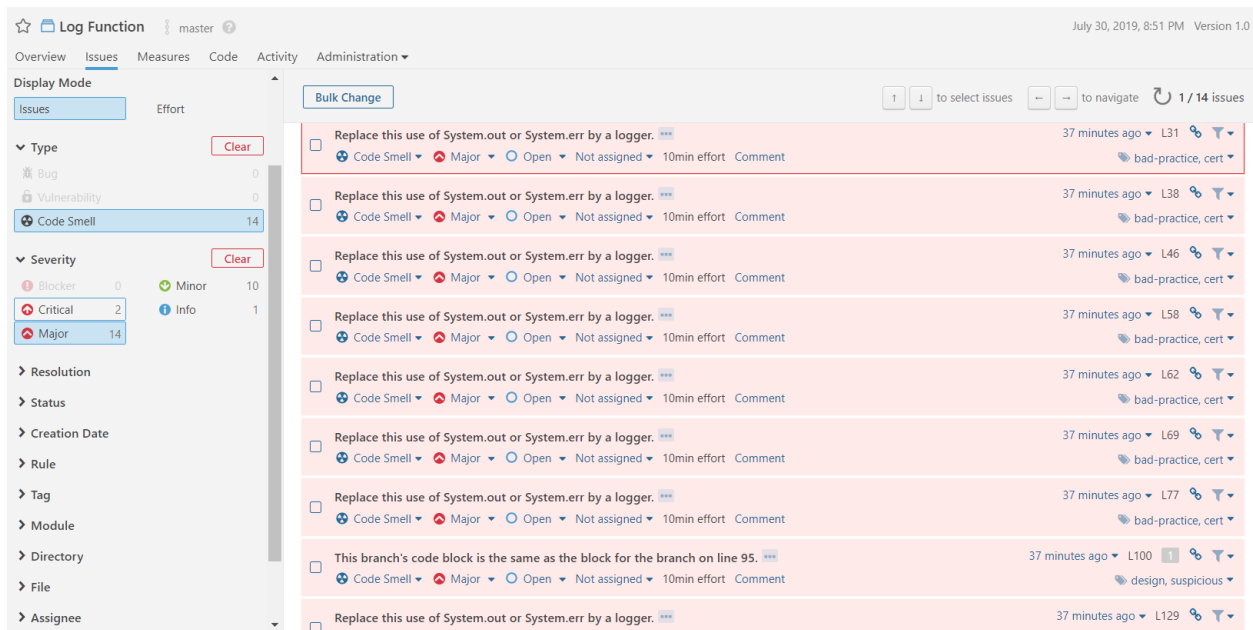 Log Function master ?
July 30, 2019, 8:51 PM Version 1.0
Overview Issues Measures Code Activity Administration
Display Mode
Issues Effort
Type Clear
Bug 0
Vulnerability 0
Code Smell 14
Severity Clear
Blocker 0 Minor 10
Critical 2 Info 1
Major 14
Resolution
Status
Creation Date
Rule
Tag
Module
Directory
File
Assignee
Bulk Change ↑ ↓ to select issues ← → to navigate 1 / 14 issues
Replace this use of System.out or System.err by a logger. ••• 37 minutes ago L31
Code Smell Major Open Not assigned 10min effort Comment bad-practice, cert
Replace this use of System.out or System.err by a logger. ••• 37 minutes ago L38
Code Smell Major Open Not assigned 10min effort Comment bad-practice, cert
Replace this use of System.out or System.err by a logger. ••• 37 minutes ago L46
Code Smell Major Open Not assigned 10min effort Comment bad-practice, cert
Replace this use of System.out or System.err by a logger. ••• 37 minutes ago L58
Code Smell Major Open Not assigned 10min effort Comment bad-practice, cert
Replace this use of System.out or System.err by a logger. ••• 37 minutes ago L62
Code Smell Major Open Not assigned 10min effort Comment bad-practice, cert
Replace this use of System.out or System.err by a logger. ••• 37 minutes ago L69
Code Smell Major Open Not assigned 10min effort Comment bad-practice, cert
Replace this use of System.out or System.err by a logger. ••• 37 minutes ago L77
Code Smell Major Open Not assigned 10min effort Comment bad-practice, cert
This branch's code block is the same as the block for the branch on line 95. ••• 37 minutes ago L100 1
Code Smell Major Open Not assigned 10min effort Comment design, suspicious
Replace this use of System.out or System.err by a logger. ••• 37 minutes ago L129